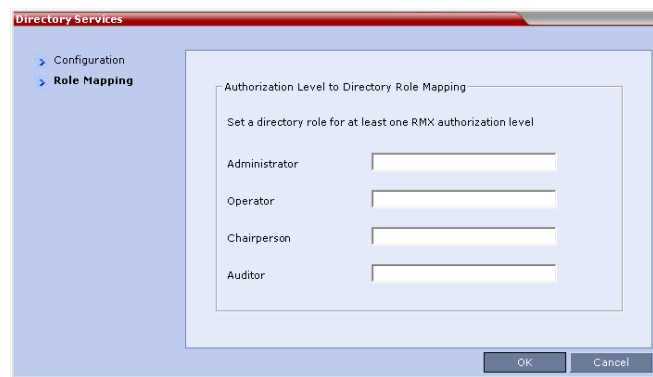 Directory Services
Configuration
Role Mapping
Authorization Level to Directory Role Mapping
Set a directory role for at least one RMX authorization level
Administrator
Operator
Chairperson
Auditor
OK
Cancel